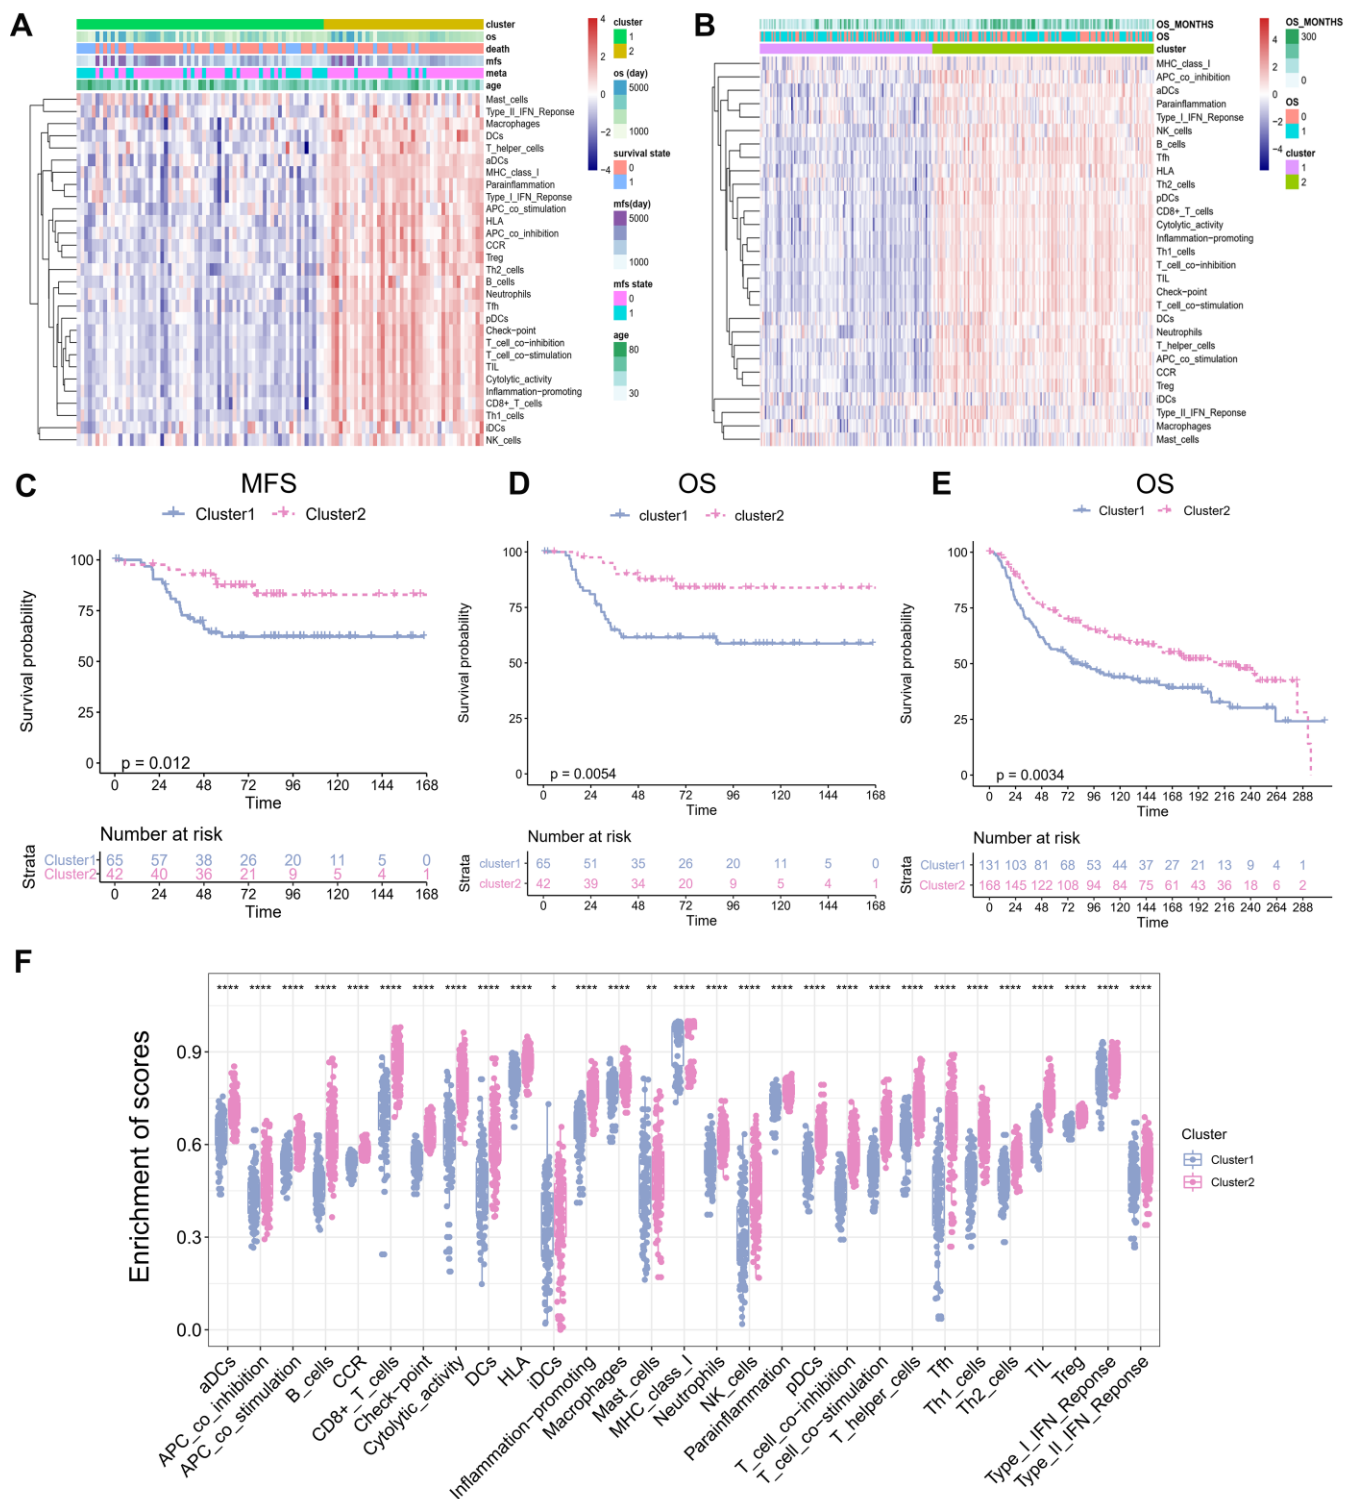 A
cluster
os
death
mfs
meta
age
Mast_cells
Type_II_IFN_Reponse
Macrophages
DCs
T_helper_cells
aDCs
MHC_class_I
Parainflammation
Type_I_IFN_Reponse
APC_co_stimulation
HLA
APC_co_inhibition
CCR
Treg
Th2_cells
B_cells
Neutrophils
Tfh
pDCs
Check-point
T_cell_co-inhibition
T_cell_co-stimulation
TIL
Cytolytic_activity
Inflammation-promoting
CD8+_T_cells
Th1_cells
iDCs
NK_cells
4
2
0
−2
−4
cluster
1
2
os (day)
5000
1000
survival state
0
1
mfs(day)
5000
1000
mfs state
0
1
age
80
30
B
OS_MONTHS
OS
cluster
MHC_class_I
APC_co_inhibition
aDCs
Parainflammation
Type_I_IFN_Reponse
NK_cells
B_cells
Tfh
HLA
Th2_cells
pDCs
CD8+_T_cells
Cytolytic_activity
Inflammation-promoting
Th1_cells
T_cell_co-inhibition
TIL
Check-point
T_cell_co-stimulation
DCs
Neutrophils
T_helper_cells
APC_co_stimulation
CCR
Treg
iDCs
Type_II_IFN_Reponse
Macrophages
Mast_cells
4
2
0
−2
−4
OS_MONTHS
300
0
OS
0
1
cluster
1
2
C
MFS
Cluster1 Cluster2
Survival probability
100
75
50
25
0
p = 0.012
0 24 48 72 96 120 144 168
Time
Number at risk
Strata
Cluster1 65 57 38 26 20 11 5 0
Cluster2 42 40 36 21 9 5 4 1
0 24 48 72 96 120 144 168
Time
D
OS
cluster1 cluster2
Survival probability
100
75
50
25
0
p = 0.0054
0 24 48 72 96 120 144 168
Time
Number at risk
Strata
cluster1 65 51 35 26 20 11 5 0
cluster2 42 39 34 20 9 5 4 1
0 24 48 72 96 120 144 168
Time
E
OS
Cluster1 Cluster2
Survival probability
100
75
50
25
0
p = 0.0034
0 24 48 72 96 120 144 168 192 216 240 264 288
Time
Number at risk
Strata
Cluster1 131 103 81 68 53 44 37 27 21 13 9 4 1
Cluster2 168 145 122 108 94 84 75 61 43 36 18 6 2
0 24 48 72 96 120 144 168 192 216 240 264 288
Time
F
**** **** **** **** **** **** **** **** **** **** * **** **** ** **** **** **** **** **** **** **** **** **** **** **** **** **** **** ****
Enrichment of scores
0.9
0.6
0.3
0.0
aDCs
APC_co_inhibition
APC_co_stimulation
B_cells
CCR
CD8+_T_cells
Check-point
Cytolytic_activity
DCs
HLA
iDCs
Inflammation-promoting
Macrophages
Mast_cells
MHC_class_I
Neutrophils
NK_cells
Parainflammation
pDCs
T_cell_co-inhibition
T_cell_co-stimulation
T_helper_cells
Tfh
Th1_cells
Th2_cells
TIL
Treg
Type_I_IFN_Reponse
Type_II_IFN_Reponse
Cluster
Cluster1
Cluster2